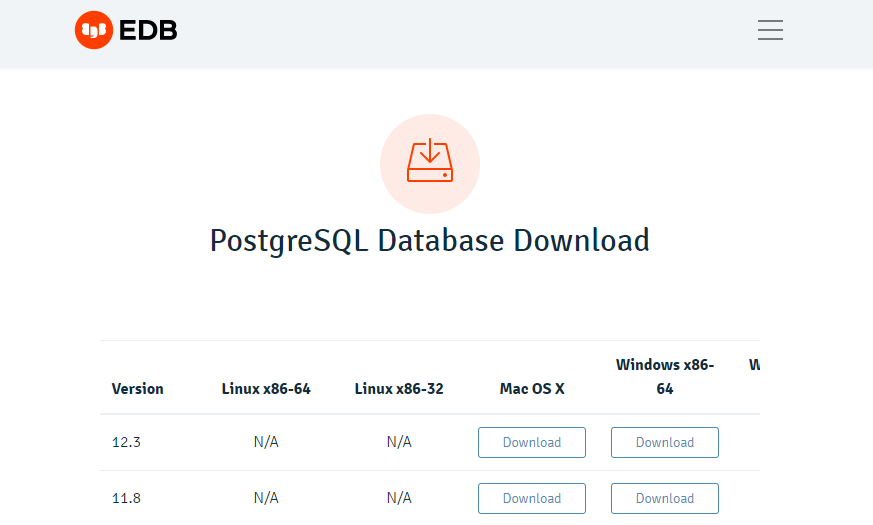 EDB
PostgreSQL Database Download
Version Linux x86-64 Linux x86-32 Mac OS X Windows x86-64 W
12.3 N/A N/A Download Download
11.8 N/A N/A Download Download